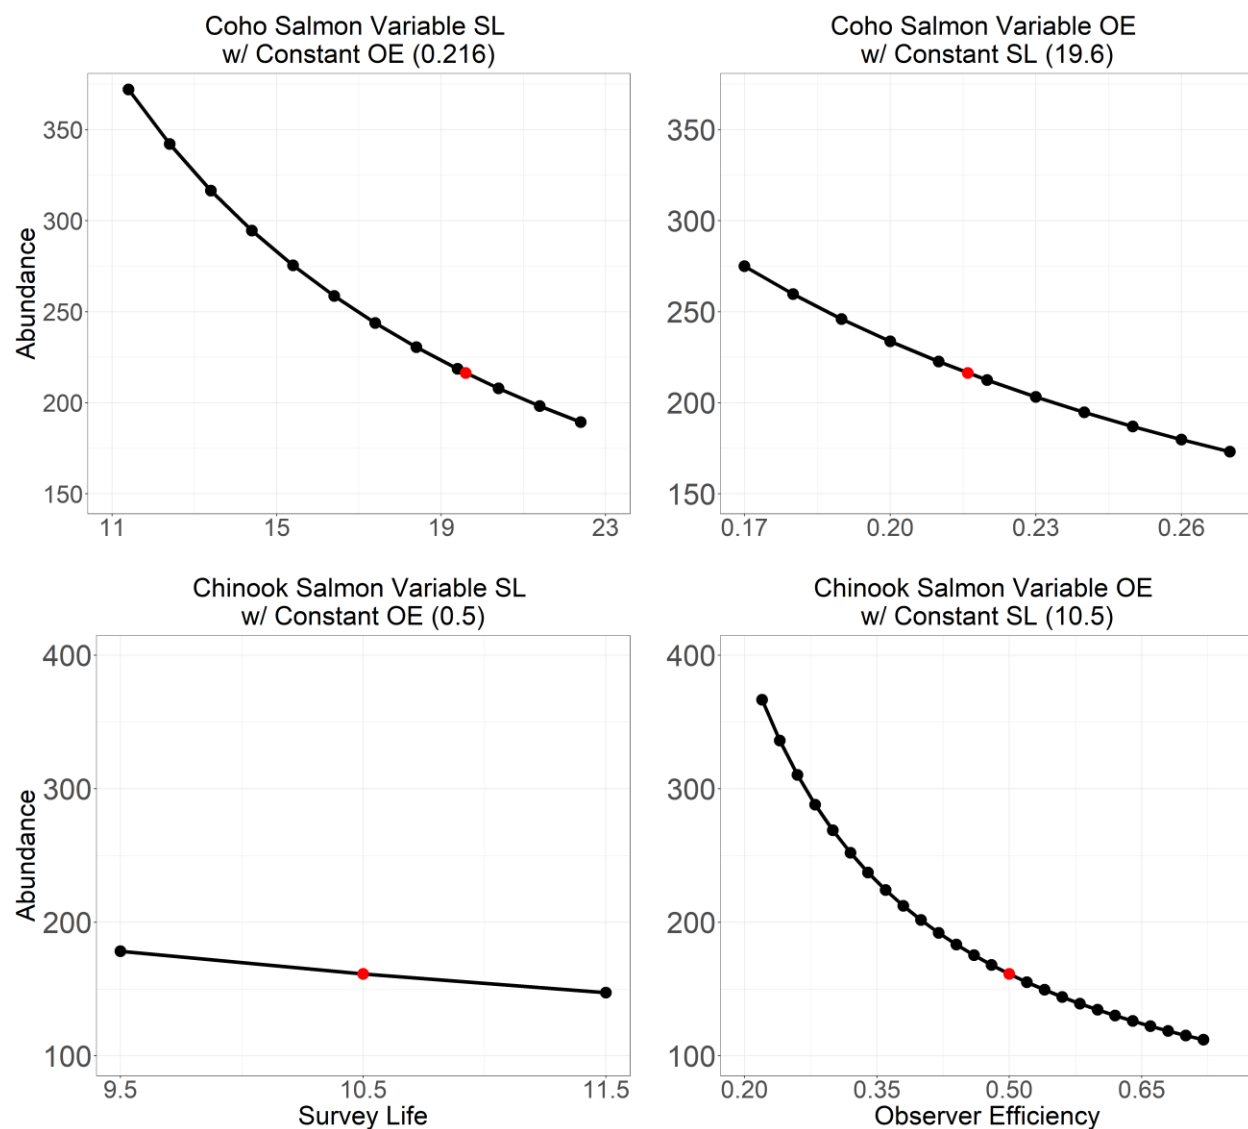 Coho Salmon Variable SL
w/ Constant OE (0.216)
Abundance
350
300
250
200
150
11 15 19 23
Coho Salmon Variable OE
w/ Constant SL (19.6)
350
300
250
200
150
0.17 0.20 0.23 0.26
Chinook Salmon Variable SL
w/ Constant OE (0.5)
Abundance
400
300
200
100
9.5 10.5 11.5
Survey Life
Chinook Salmon Variable OE
w/ Constant SL (10.5)
400
300
200
100
0.20 0.35 0.50 0.65
Observer Efficiency